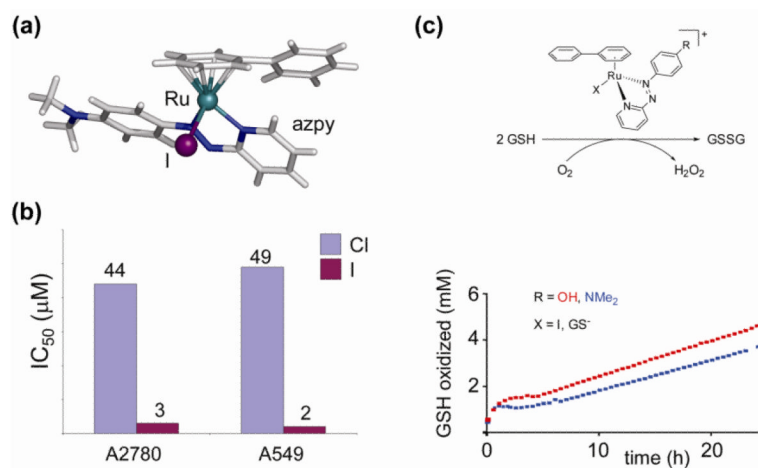 (a)
Ru
azpy
I
(b)
IC₅₀ (μM)
44
3
49
2
Cl
I
A2780
A549
(c)
R
+
Ru
X
N
N
N
2 GSH
GSSG
O₂
H₂O₂
GSH oxidized (mM)
6
4
2
R = OH, NMe₂
X = I, GS⁻
0
10
20
time (h)